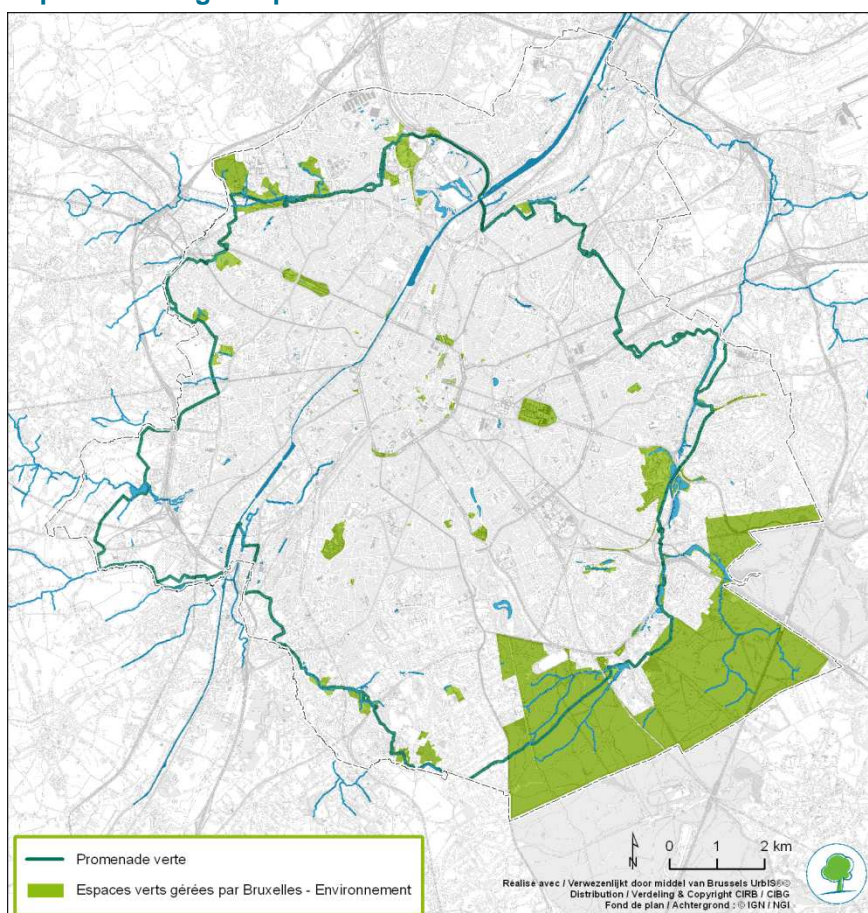 Promenade verte
Espaces verts gérées par Bruxelles - Environnement
N
0 1 2 km
Réalisé avec / Verwezenlijkt door middel van Brussels UrbIS®©
Distribution / Verdeling & Copyright CIRB / CIBG
Fond de plan / Achtergrond : © IGN / NGI